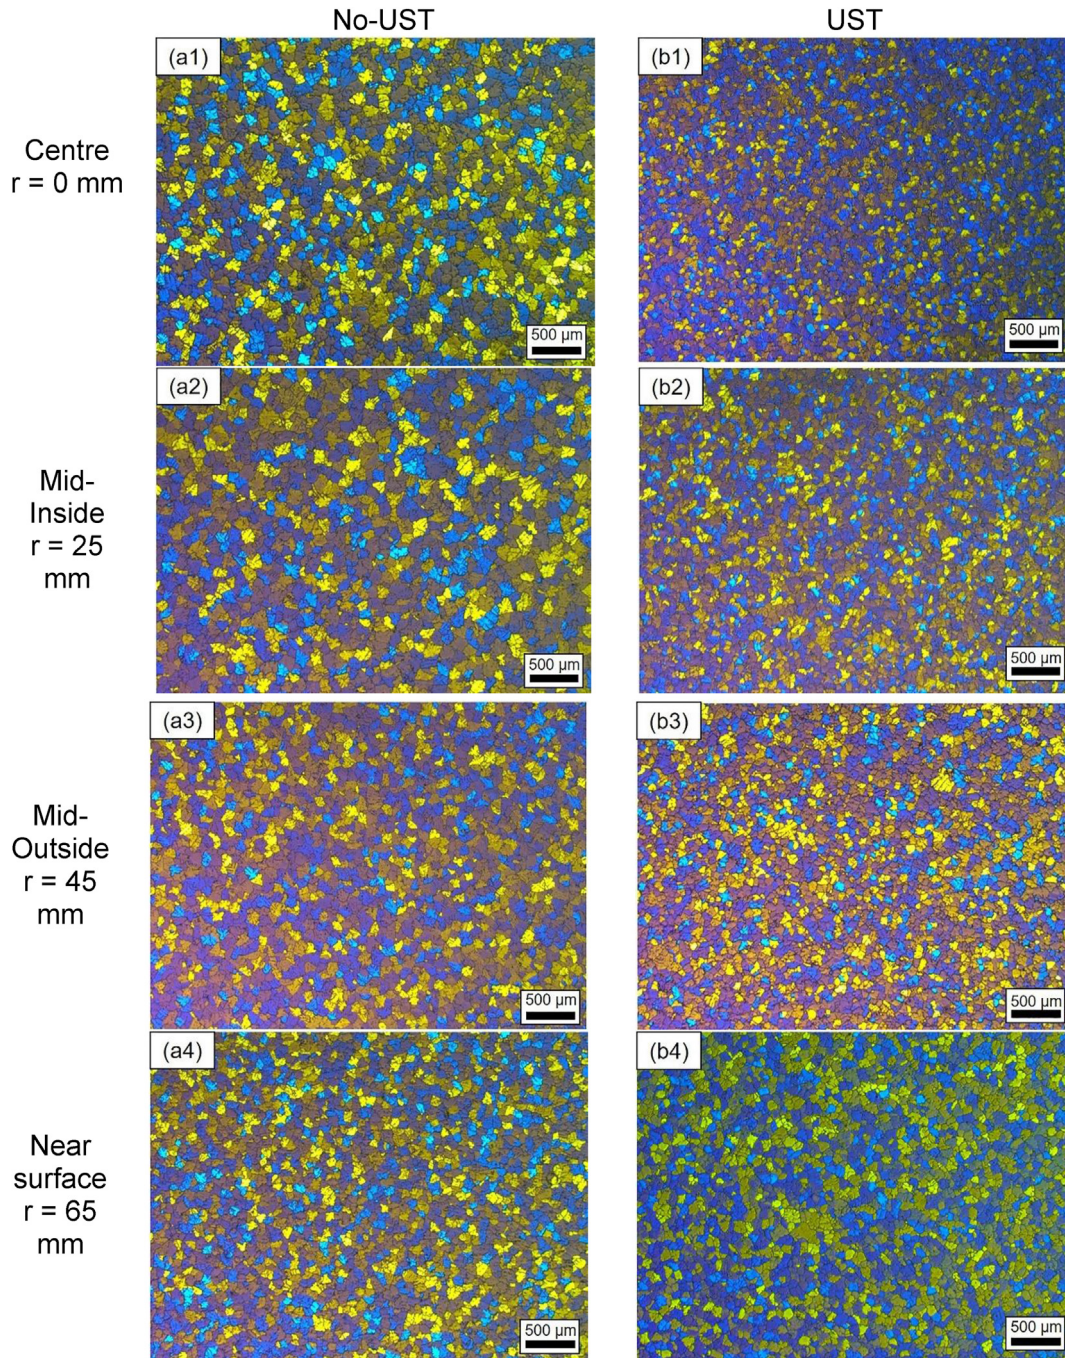 No-UST
UST
Centre
r = 0 mm
(a1)
500 µm
(b1)
500 µm
Mid-
Inside
r = 25
mm
(a2)
500 µm
(b2)
500 µm
Mid-
Outside
r = 45
mm
(a3)
500 µm
(b3)
500 µm
Near
surface
r = 65
mm
(a4)
500 µm
(b4)
500 µm